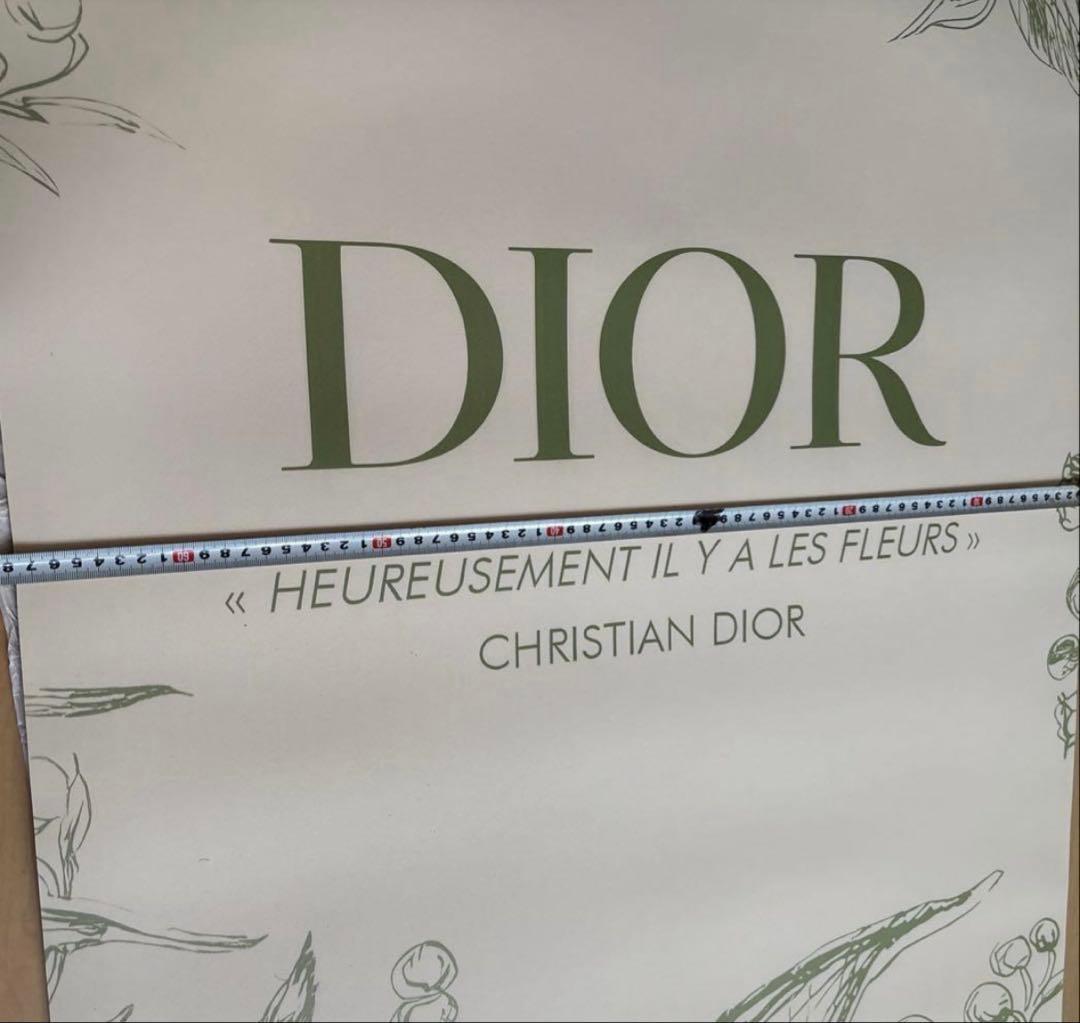 DIOR
« HEUREUSEMENT IL Y A LES FLEURS »
CHRISTIAN DIOR